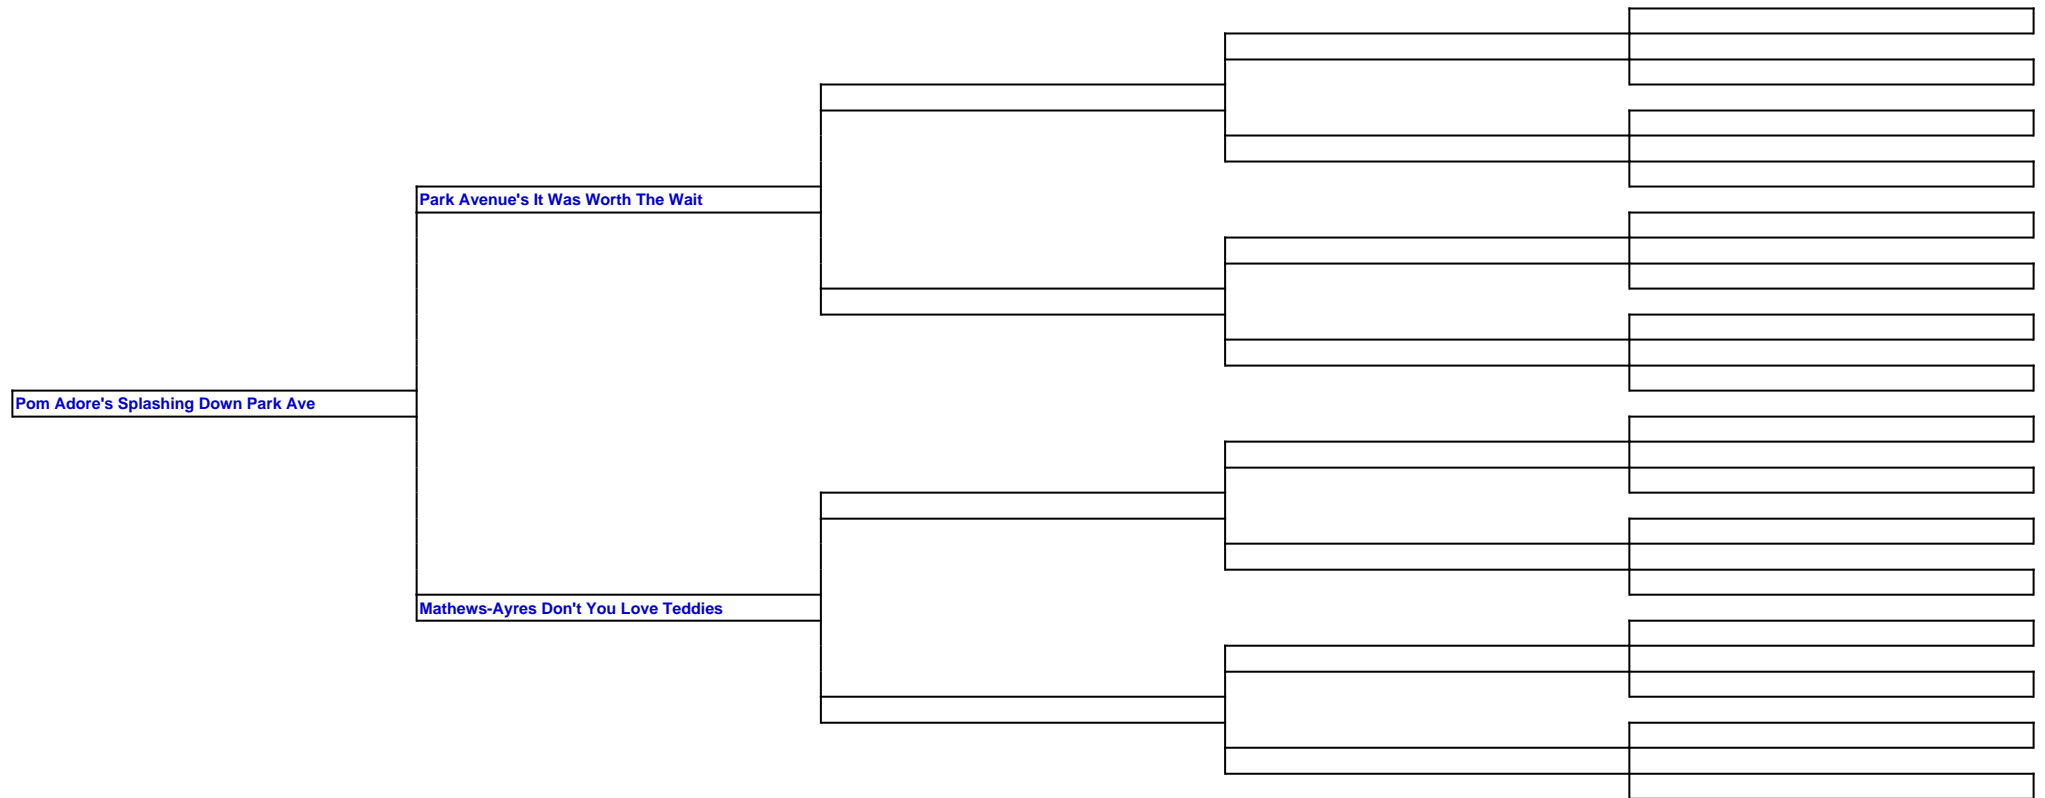 Park Avenue's It Was Worth The Wait
Pom Adore's Splashing Down Park Ave
Mathews-Ayres Don't You Love Teddies